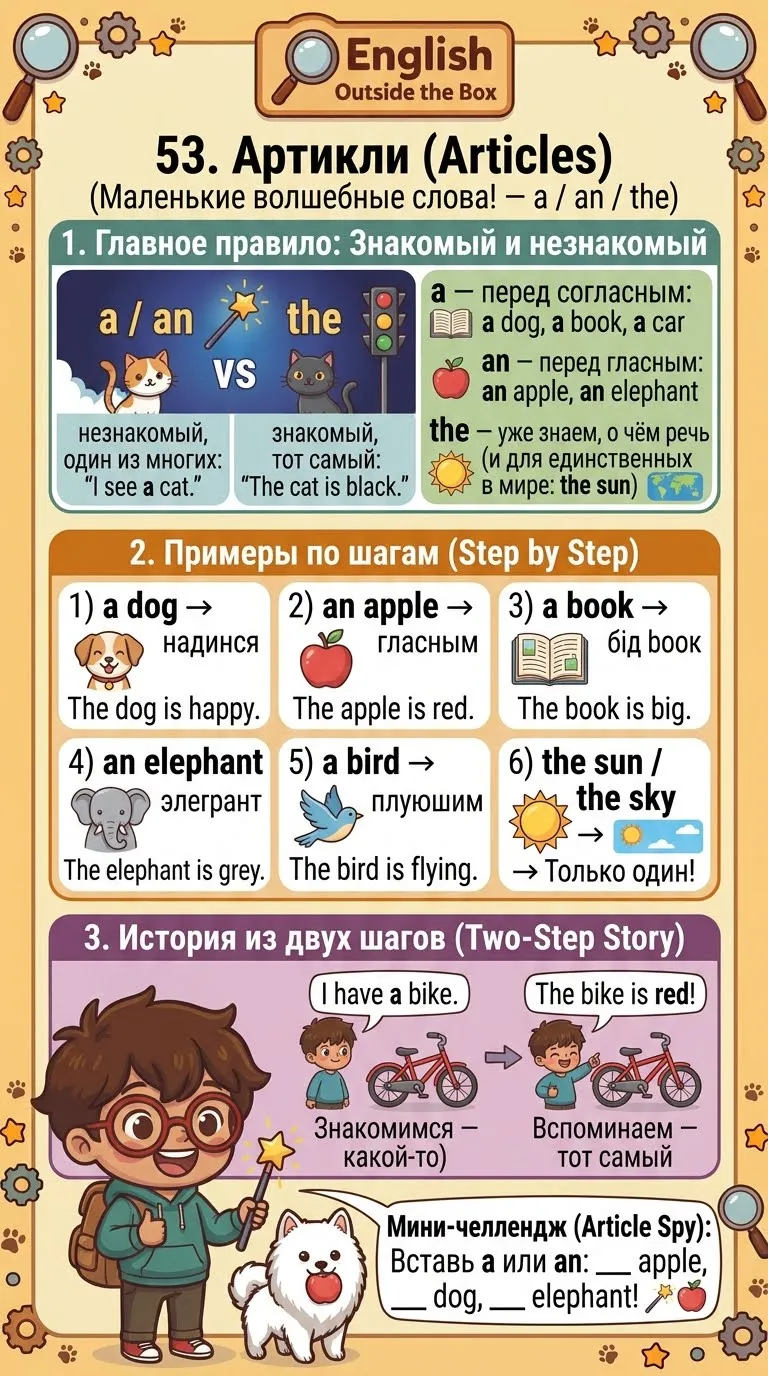 English
Outside the Box
53. Артикли (Articles)
(Маленькие волшебные слова! — a / an / the)
1. Главное правило: Знакомый и незнакомый
a / an
vs
the
незнакомый,
один из многих:
“I see a cat.”
знакомый,
тот самый:
“The cat is black.”
a — перед согласным:
a dog, a book, a car
an — перед гласным:
an apple, an elephant
the — уже знаем, о чём речь
(и для единственных
в мире: the sun)
2. Примеры по шагам (Step by Step)
1) a dog →
надинся
The dog is happy.
2) an apple →
гласным
The apple is red.
3) a book →
бід book
The book is big.
4) an elephant
элегрант
The elephant is grey.
5) a bird →
плуюшим
The bird is flying.
6) the sun /
the sky
→
→ Только один!
3. История из двух шагов (Two-Step Story)
I have a bike.
Знакомимся —
какой-то)
The bike is red!
Вспоминаем —
тот самый
Мини-челлендж (Article Spy):
Вставь a или an: ___ apple,
___ dog, ___ elephant!